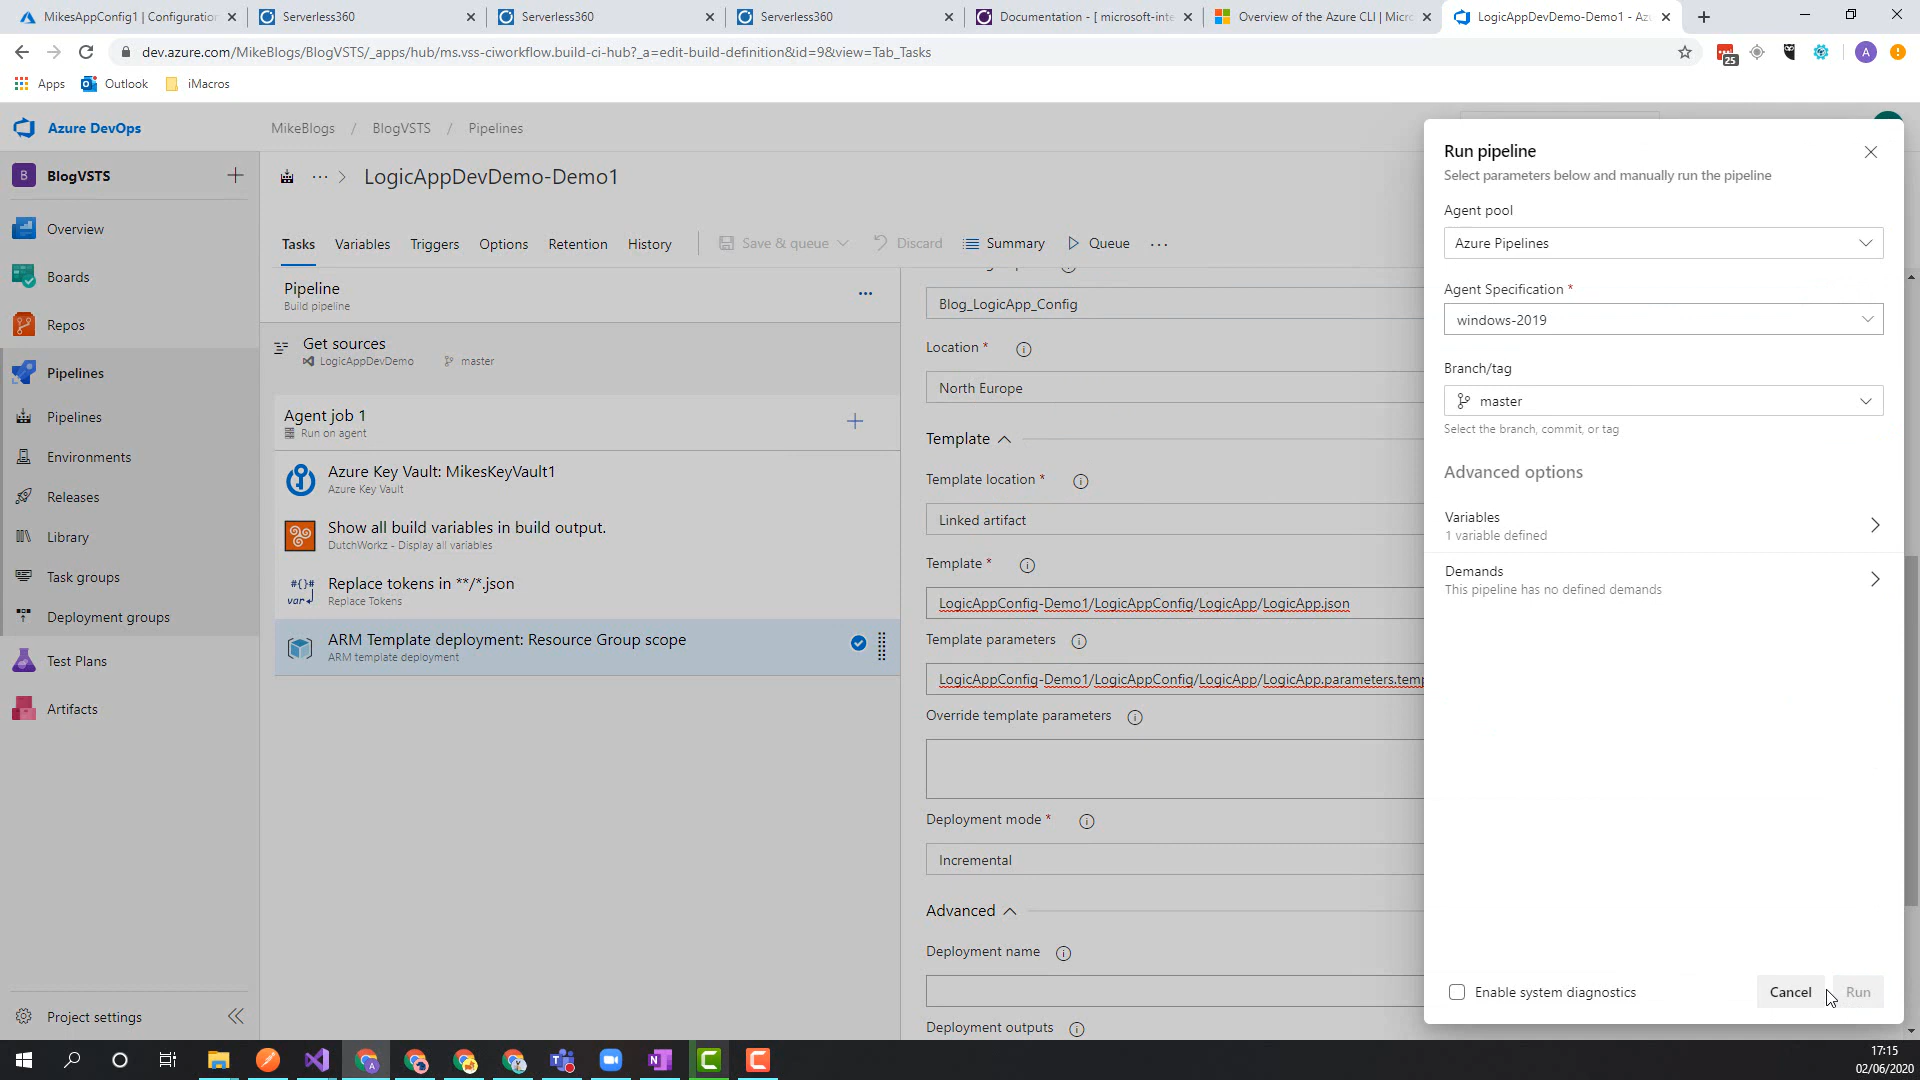 MikesAppConfig1 | Configuration
Serverless360
Serverless360
Serverless360
Documentation - [ microsoft-inte
Overview of the Azure CLI | Micr
LogicAppDevDemo-Demo1 - Az
dev.azure.com/MikeBlogs/BlogVSTS/_apps/hub/ms.vss-ciworkflow.build-ci-hub?_a=edit-build-definition&id=9&view=Tab_Tasks
25
A
Apps
Outlook
iMacros
Azure DevOps
MikeBlogs / BlogVSTS / Pipelines
B
BlogVSTS
Overview
Boards
Repos
Pipelines
Pipelines
Environments
Releases
Library
Task groups
Deployment groups
Test Plans
Artifacts
Project settings
LogicAppDevDemo-Demo1
Tasks
Variables
Triggers
Options
Retention
History
Save & queue
Discard
Summary
Queue
Pipeline
Build pipeline
Get sources
LogicAppDevDemo
master
Agent job 1
Run on agent
Azure Key Vault: MikesKeyVault1
Azure Key Vault
Show all build variables in build output.
DutchWorkz - Display all variables
#{}#
var
Replace tokens in **/*.json
Replace Tokens
ARM Template deployment: Resource Group scope
ARM template deployment
Blog_LogicApp_Config
Location *
North Europe
Template
Template location *
Linked artifact
Template *
LogicAppConfig-Demo1/LogicAppConfig/LogicApp/LogicApp.json
Template parameters
LogicAppConfig-Demo1/LogicAppConfig/LogicApp/LogicApp.parameters.temp
Override template parameters
Deployment mode *
Incremental
Advanced
Deployment name
Deployment outputs
Run pipeline
Select parameters below and manually run the pipeline
Agent pool
Azure Pipelines
Agent Specification *
windows-2019
Branch/tag
master
Select the branch, commit, or tag
Advanced options
Variables
1 variable defined
Demands
This pipeline has no defined demands
Enable system diagnostics
Cancel
Run
17:15
02/06/2020